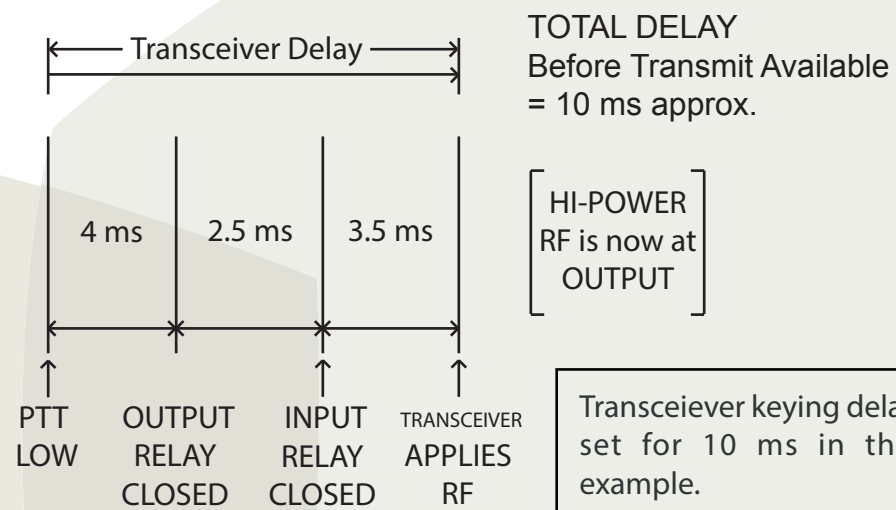 Transceiver Delay
TOTAL DELAY
Before Transmit Available
= 10 ms approx.
4 ms
2.5 ms
3.5 ms
HI-POWER
RF is now at
OUTPUT
PTT
LOW
OUTPUT
RELAY
CLOSED
INPUT
RELAY
CLOSED
TRANSCEIVER
APPLIES
RF
Transceiever keying
set for 10 ms in
example.